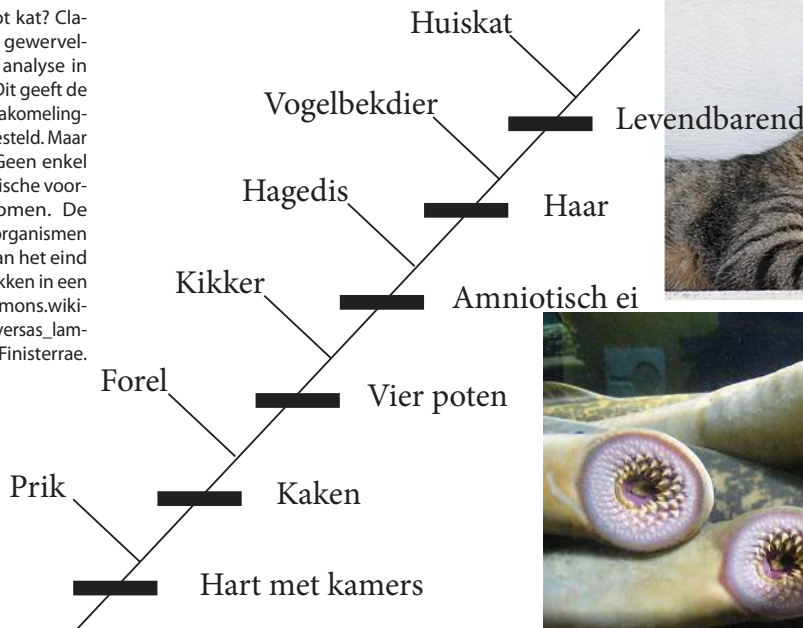 ot kat? Cla-
gewervel-
analyse in
Dit geeft de
akomeling-
esteld. Maar
Geen enkel
ische voor-
omen. De
organismen
an het eind
kken in een
mons.wiki-
versas_lam-
Finisterrae.
Huiskat
Levendbarend
Vogelbekdier
Haar
Hagedis
Amniotisch ei
Kikker
Vier poten
Forel
Kaken
Prik
Hart met kamers